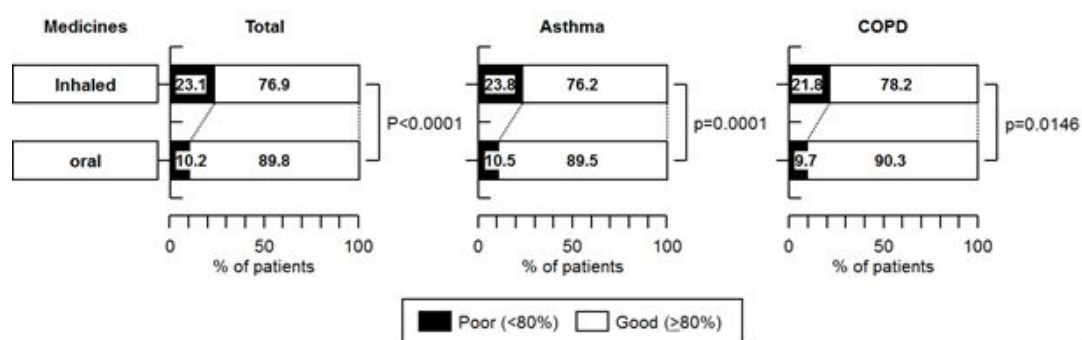 Medicines Total Asthma COPD
Inhaled 23.1 76.9 23.8 76.2 21.8 78.2
P<0.0001 p=0.0001 p=0.0146
oral 10.2 89.8 10.5 89.5 9.7 90.3
0 50 100 0 50 100 0 50 100
% of patients % of patients % of patients
Poor (<80%) Good (≥80%)